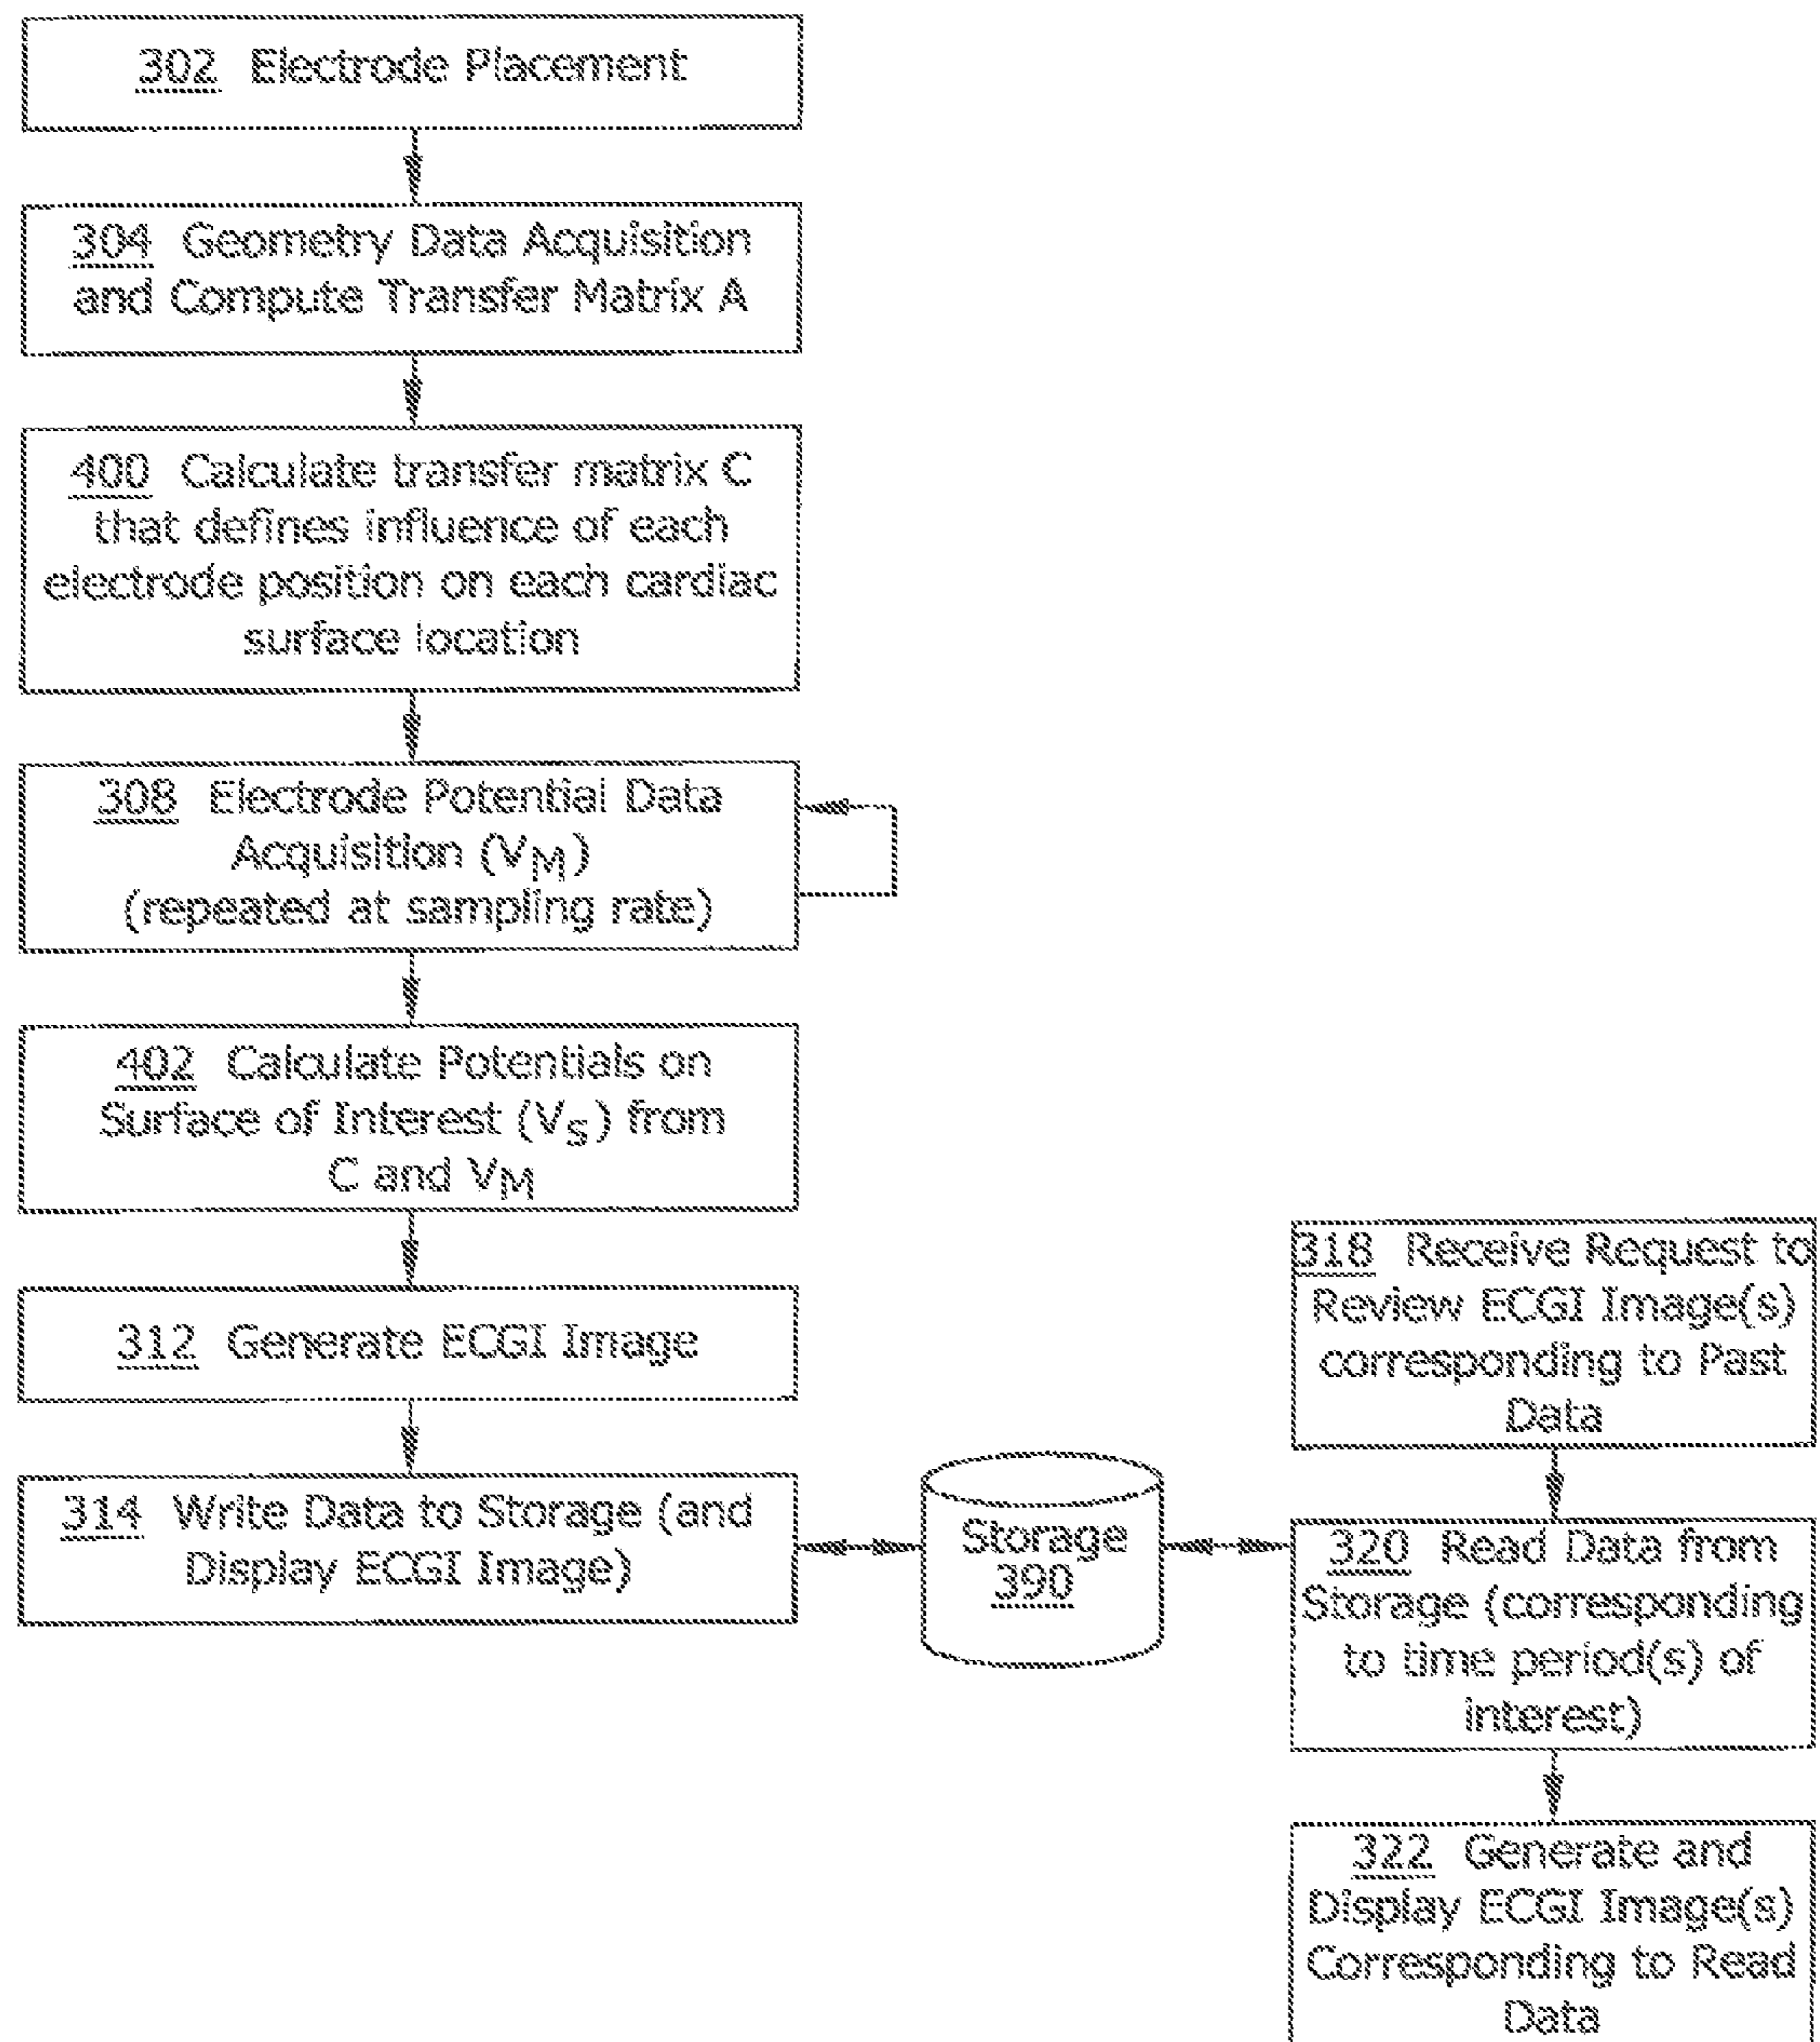 302 Electrode Placement
304 Geometry Data Acquisition
and Compute Transfer Matrix A
400 Calculate transfer matrix C
that defines influence of each
electrode position on each cardiac
surface location
308 Electrode Potential Data
Acquisition (VM)
(repeated at sampling rate)
402 Calculate Potentials on
Surface of Interest (VS) from
C and VM
312 Generate ECGI Image
314 Write Data to Storage (and
Display ECGI Image)
Storage
390
318 Receive Request to
Review ECGI Image(s)
corresponding to Past
Data
320 Read Data from
Storage (corresponding
to time period(s) of
interest)
322 Generate and
Display ECGI Image(s)
Corresponding to Read
Data